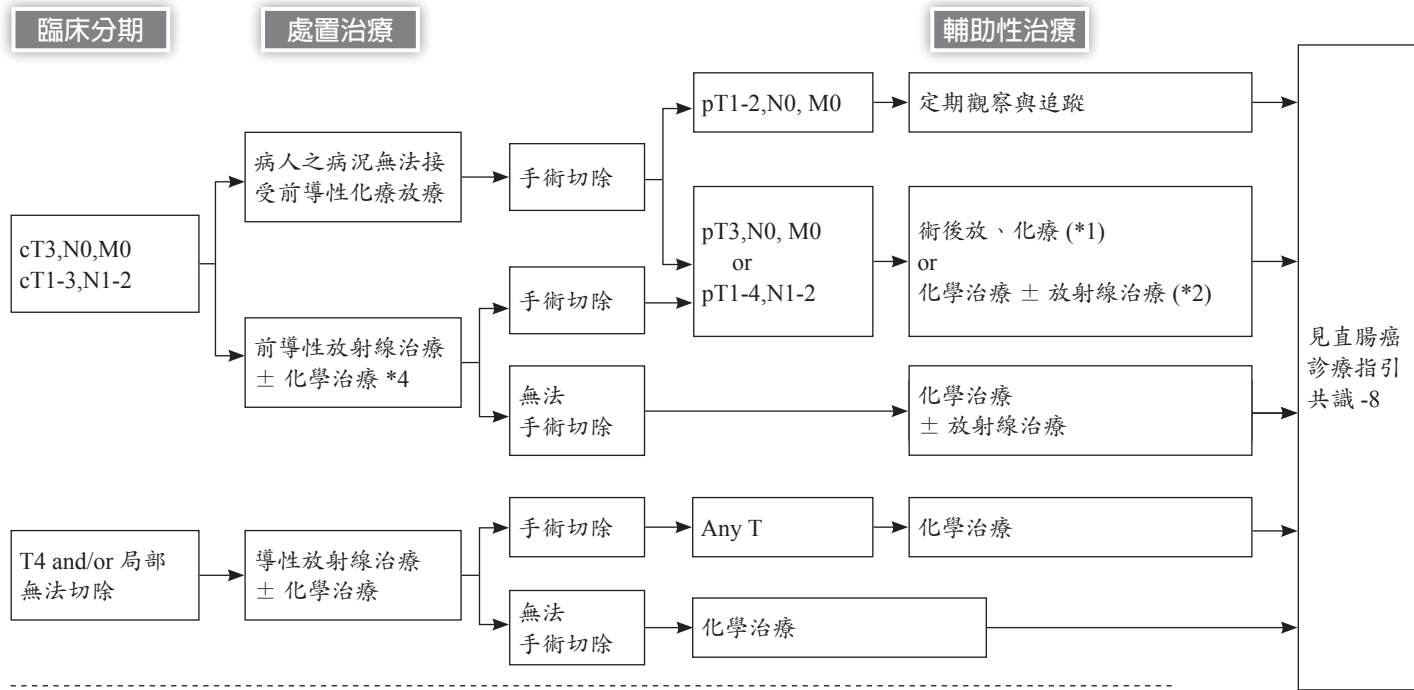 臨床分期
處置治療
輔助性治療
cT3,N0,M0
cT1-3,N1-2
病人之病況無法接
受前導性化療放療
手術切除
pT1-2,N0, M0
定期觀察與追蹤
pT3,N0, M0
or
pT1-4,N1-2
術後放、化療 (*1)
or
化學治療 ± 放射線治療 (*2)
前導性放射線治療
± 化學治療 *4
手術切除
無法
手術切除
化學治療
± 放射線治療
T4 and/or 局部
無法切除
導性放射線治療
± 化學治療
手術切除
Any T
化學治療
無法
手術切除
化學治療
見直腸癌
診療指引
共識 -8